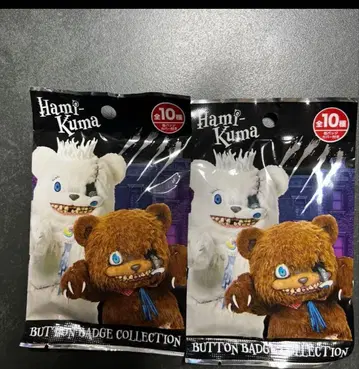 Hami-
Kuma
全10種
BUTTON BADGE COLLECTION
Hami-
Kuma
全10種
BUTTON BADGE COLLECTION